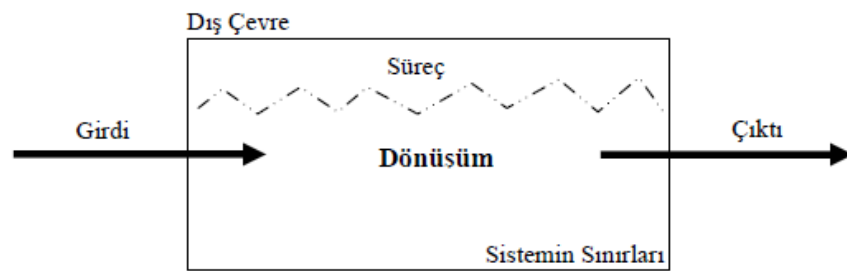 Dış Çevre
Süreç
Girdi
Çıktı
Dönüşüm
Sistemin Sınırları